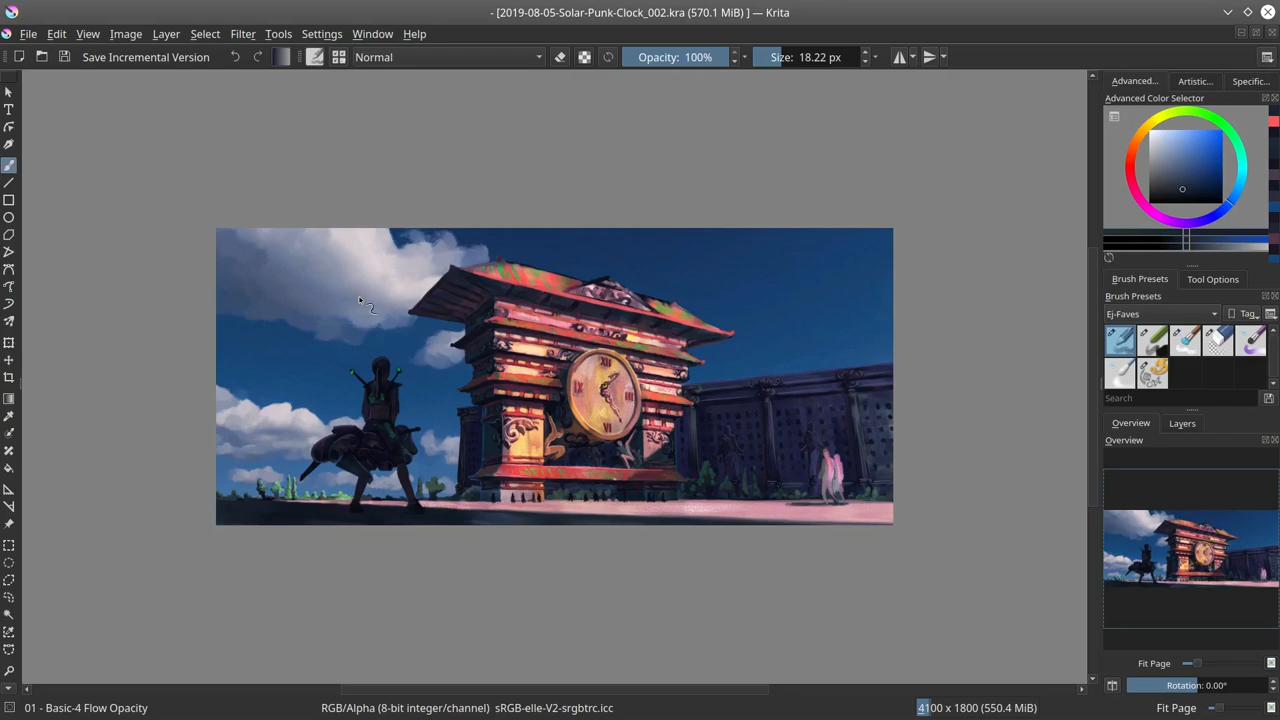 - [2019-08-05-Solar-Punk-Clock_002.kra (570.1 MiB) ] — Krita
File Edit View Image Layer Select Filter Tools Settings Window Help
Save Incremental Version Normal Opacity: 100% Size: 18.22 px
Advanced... Artistic... Specific...
Advanced Color Selector
Brush Presets Tool Options
Brush Presets
Ej-Faves Tag
Search
Overview Layers
Overview
XII
IX III
VI
Fit Page
Rotation: 0.00°
01 - Basic-4 Flow Opacity RGB/Alpha (8-bit integer/channel) sRGB-elle-V2-srgbtrc.icc 4100 x 1800 (550.4 MiB) Fit Page